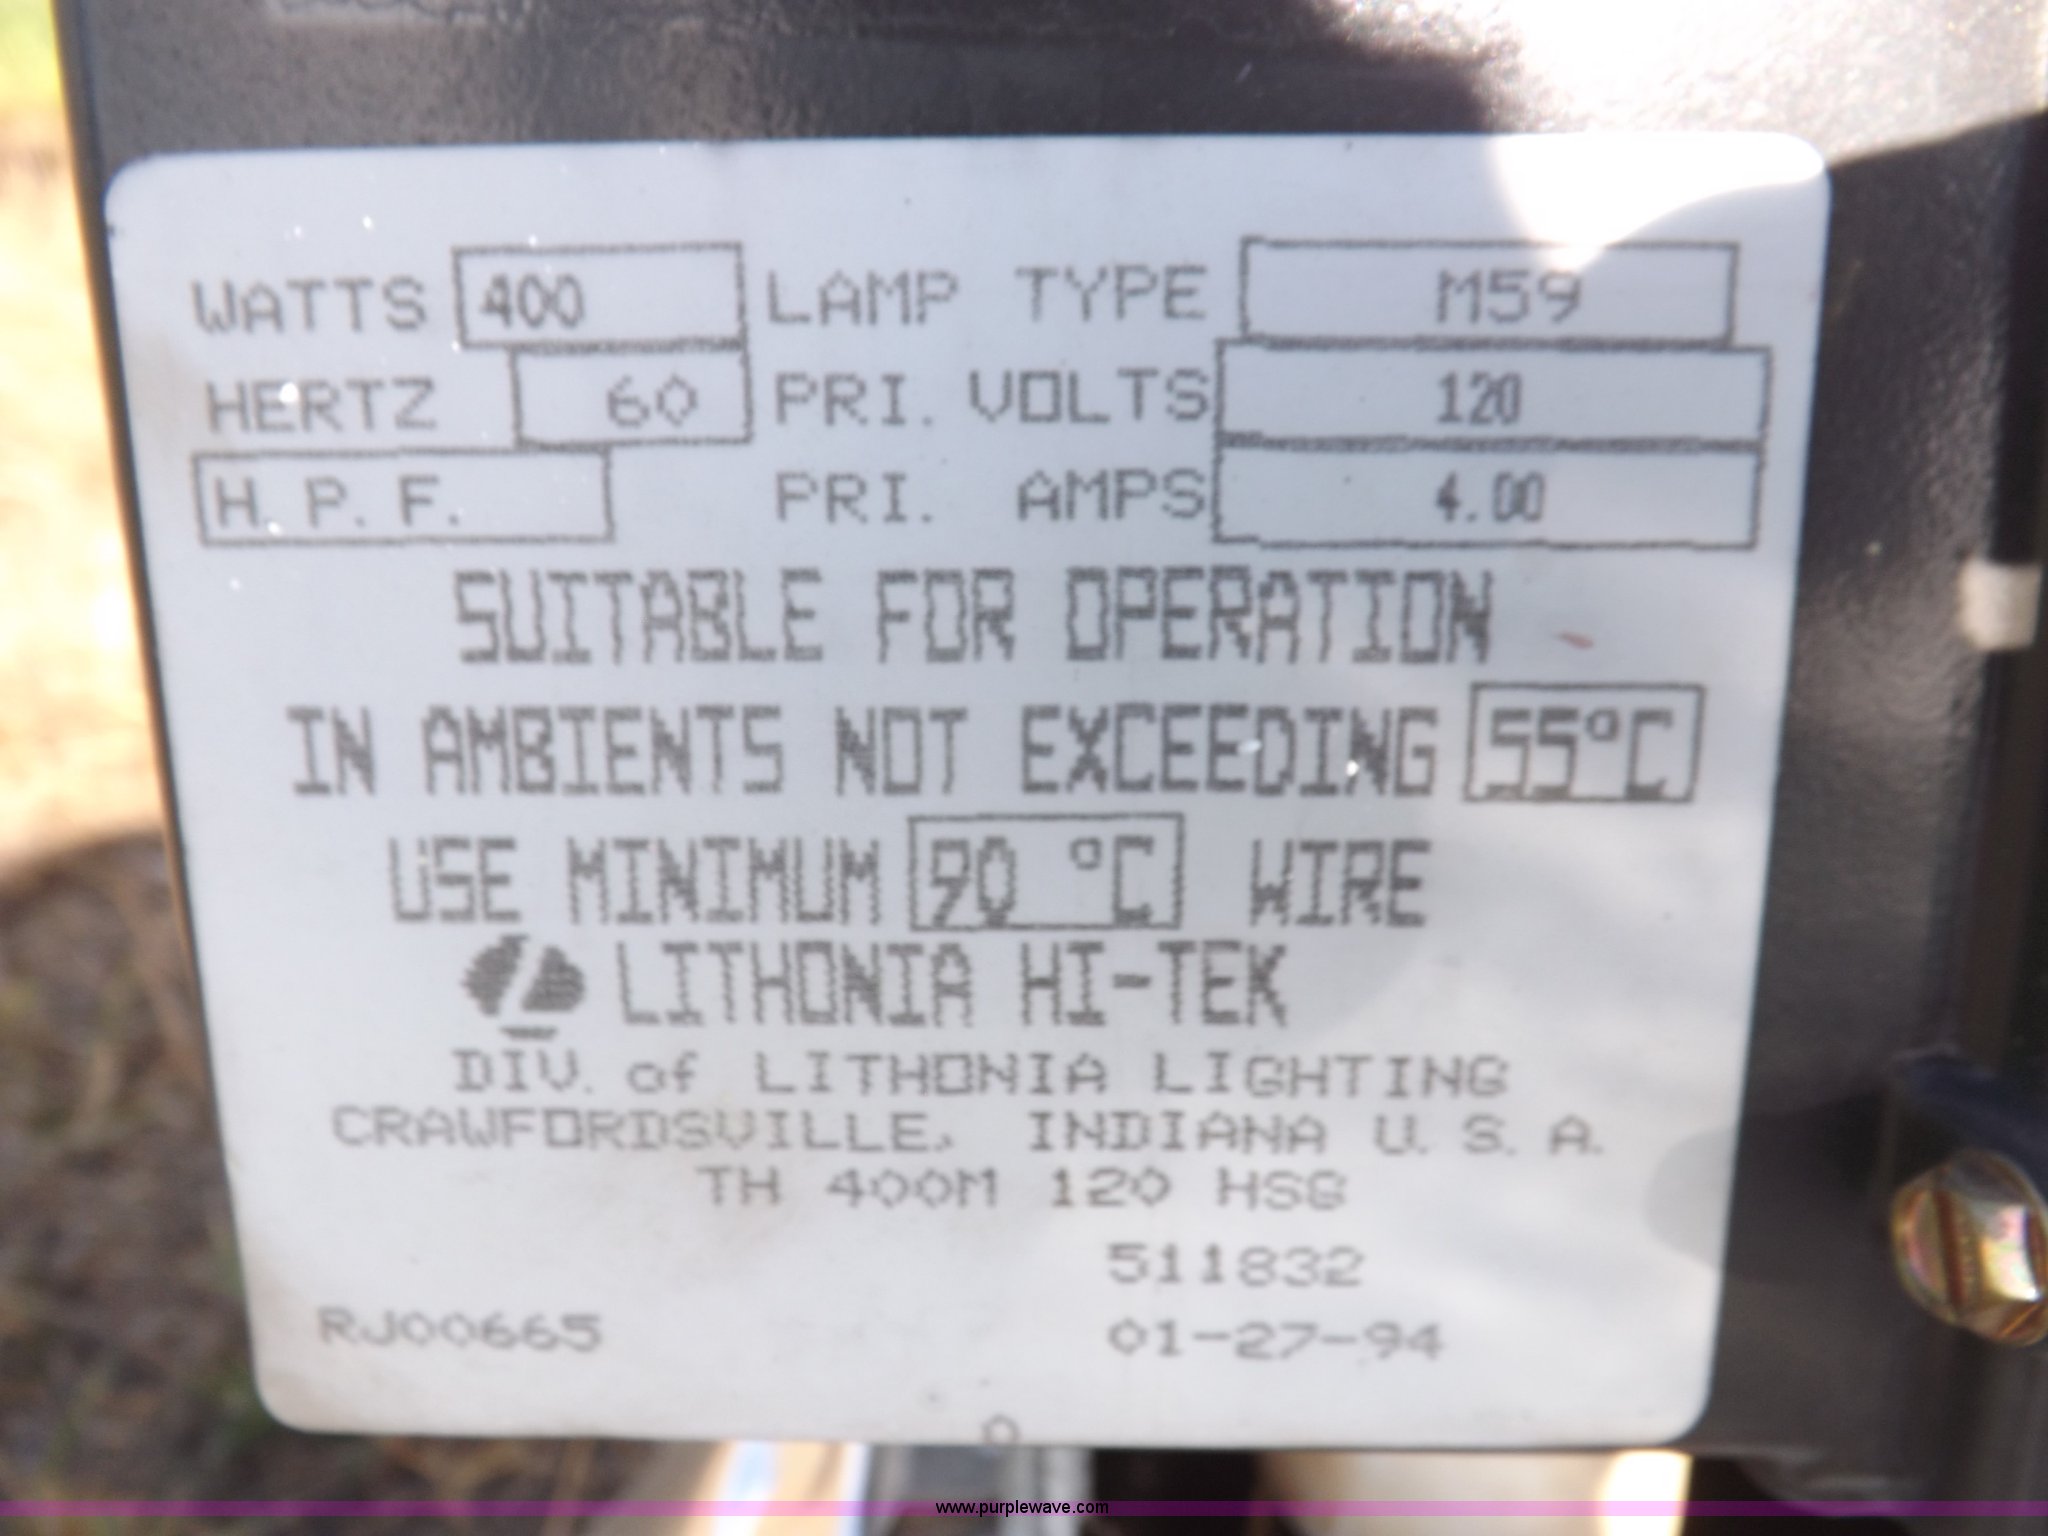 WATTS 400 LAMP TYPE M59
HERTZ 60 PRI. VOLTS 120
H.P.F. PRI. AMPS 4.00
SUITABLE FOR OPERATION
IN AMBIENTS NOT EXCEEDING 55°C
USE MINIMUM 90 °C WIRE
LITHONIA HI-TEK
DIV. of LITHONIA LIGHTING
CRAWFORDSVILLE, INDIANA U.S.A.
TH 400M 120 HSG
511832
RJ00665 01-27-94
www.purplewave.com